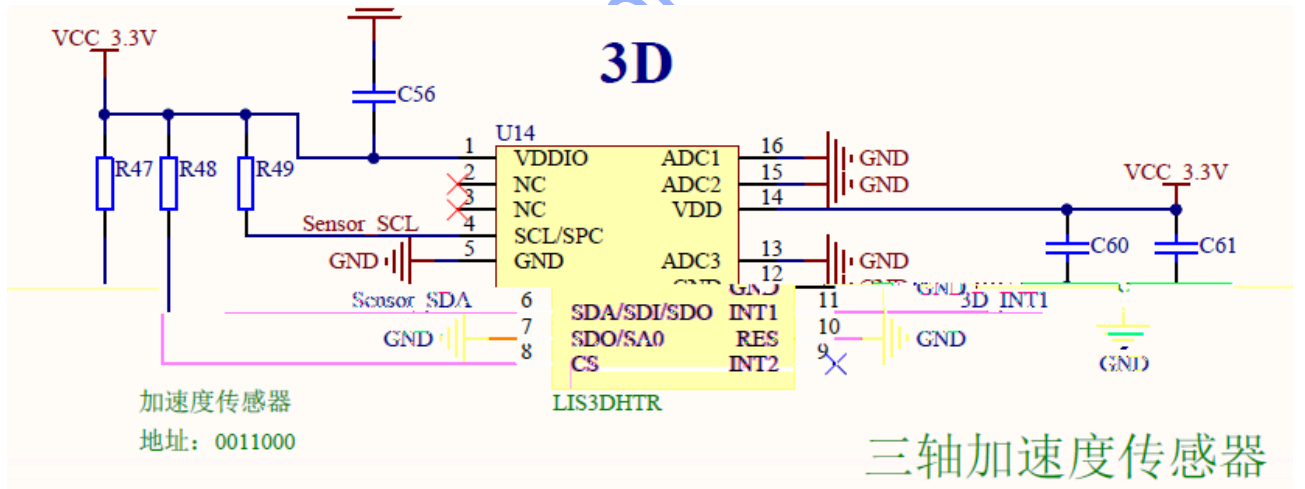 VCC_3.3V
3D
C56
U14
1
VDDIO
ADC1
16
GND
R47
R48
R49
2
NC
ADC2
15
GND
VCC_3.3V
3
NC
VDD
14
Sensor_SCL
4
SCL/SPC
GND
5
GND
ADC3
13
GND
C60
C61
12
GND
GND
Sensor_SDA
6
SDA/SDI/SDO
INT1
11
3D_INT1
GND
7
SDO/SA0
RES
10
GND
GND
8
CS
INT2
9
LIS3DHTR
加速度传感器
地址：0011000
三轴加速度传感器